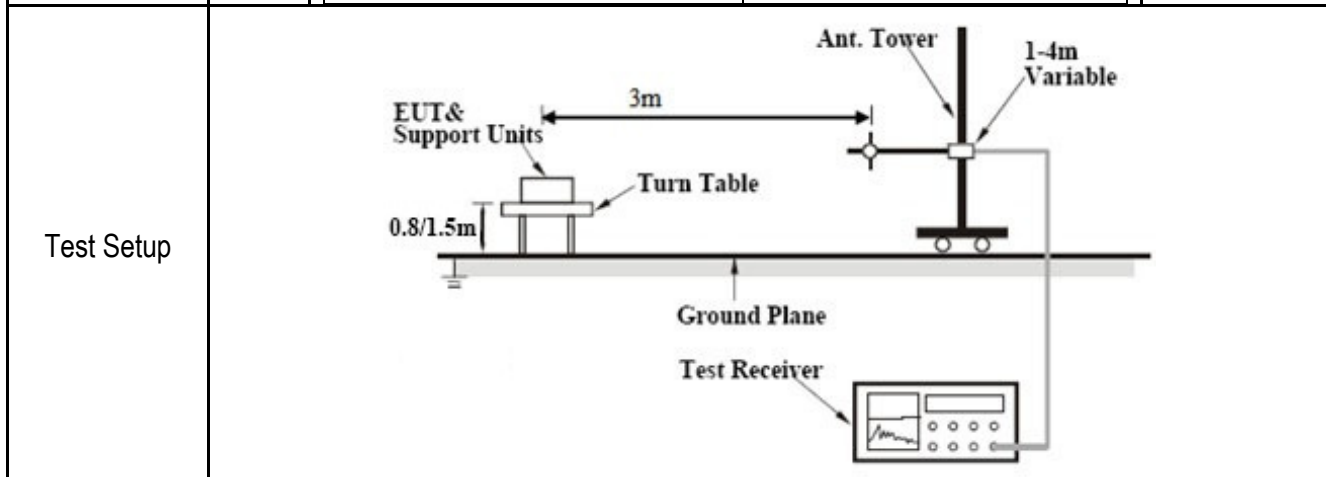 Test Setup
Ant. Tower
1-4m
Variable
3m
EUT&
Support Units
Turn Table
0.8/1.5m
Ground Plane
Test Receiver